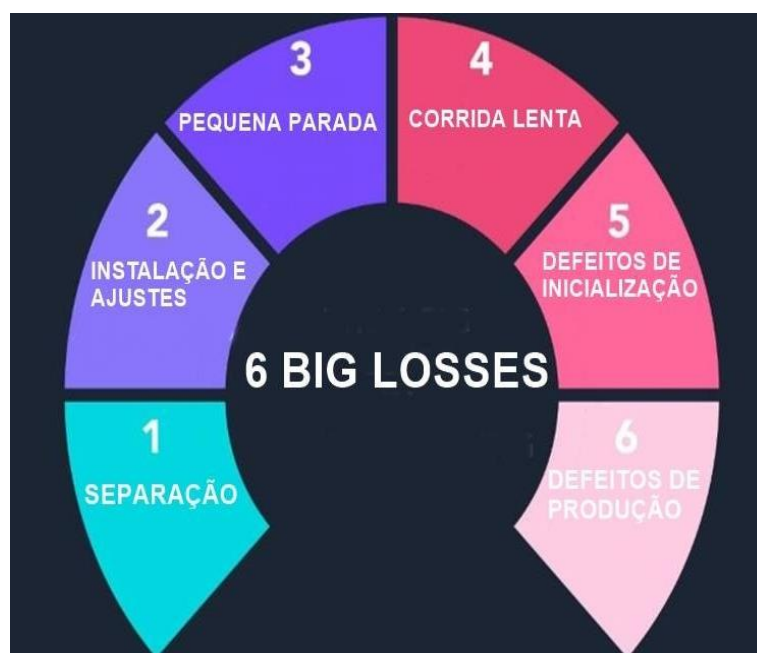 3
PEQUENA PARADA
4
CORRIDA LENTA
2
INSTALAÇÃO E
AJUSTES
5
DEFEITOS DE
INICIALIZAÇÃO
6 BIG LOSSES
1
SEPARAÇÃO
6
DEFEITOS DE
PRODUÇÃO